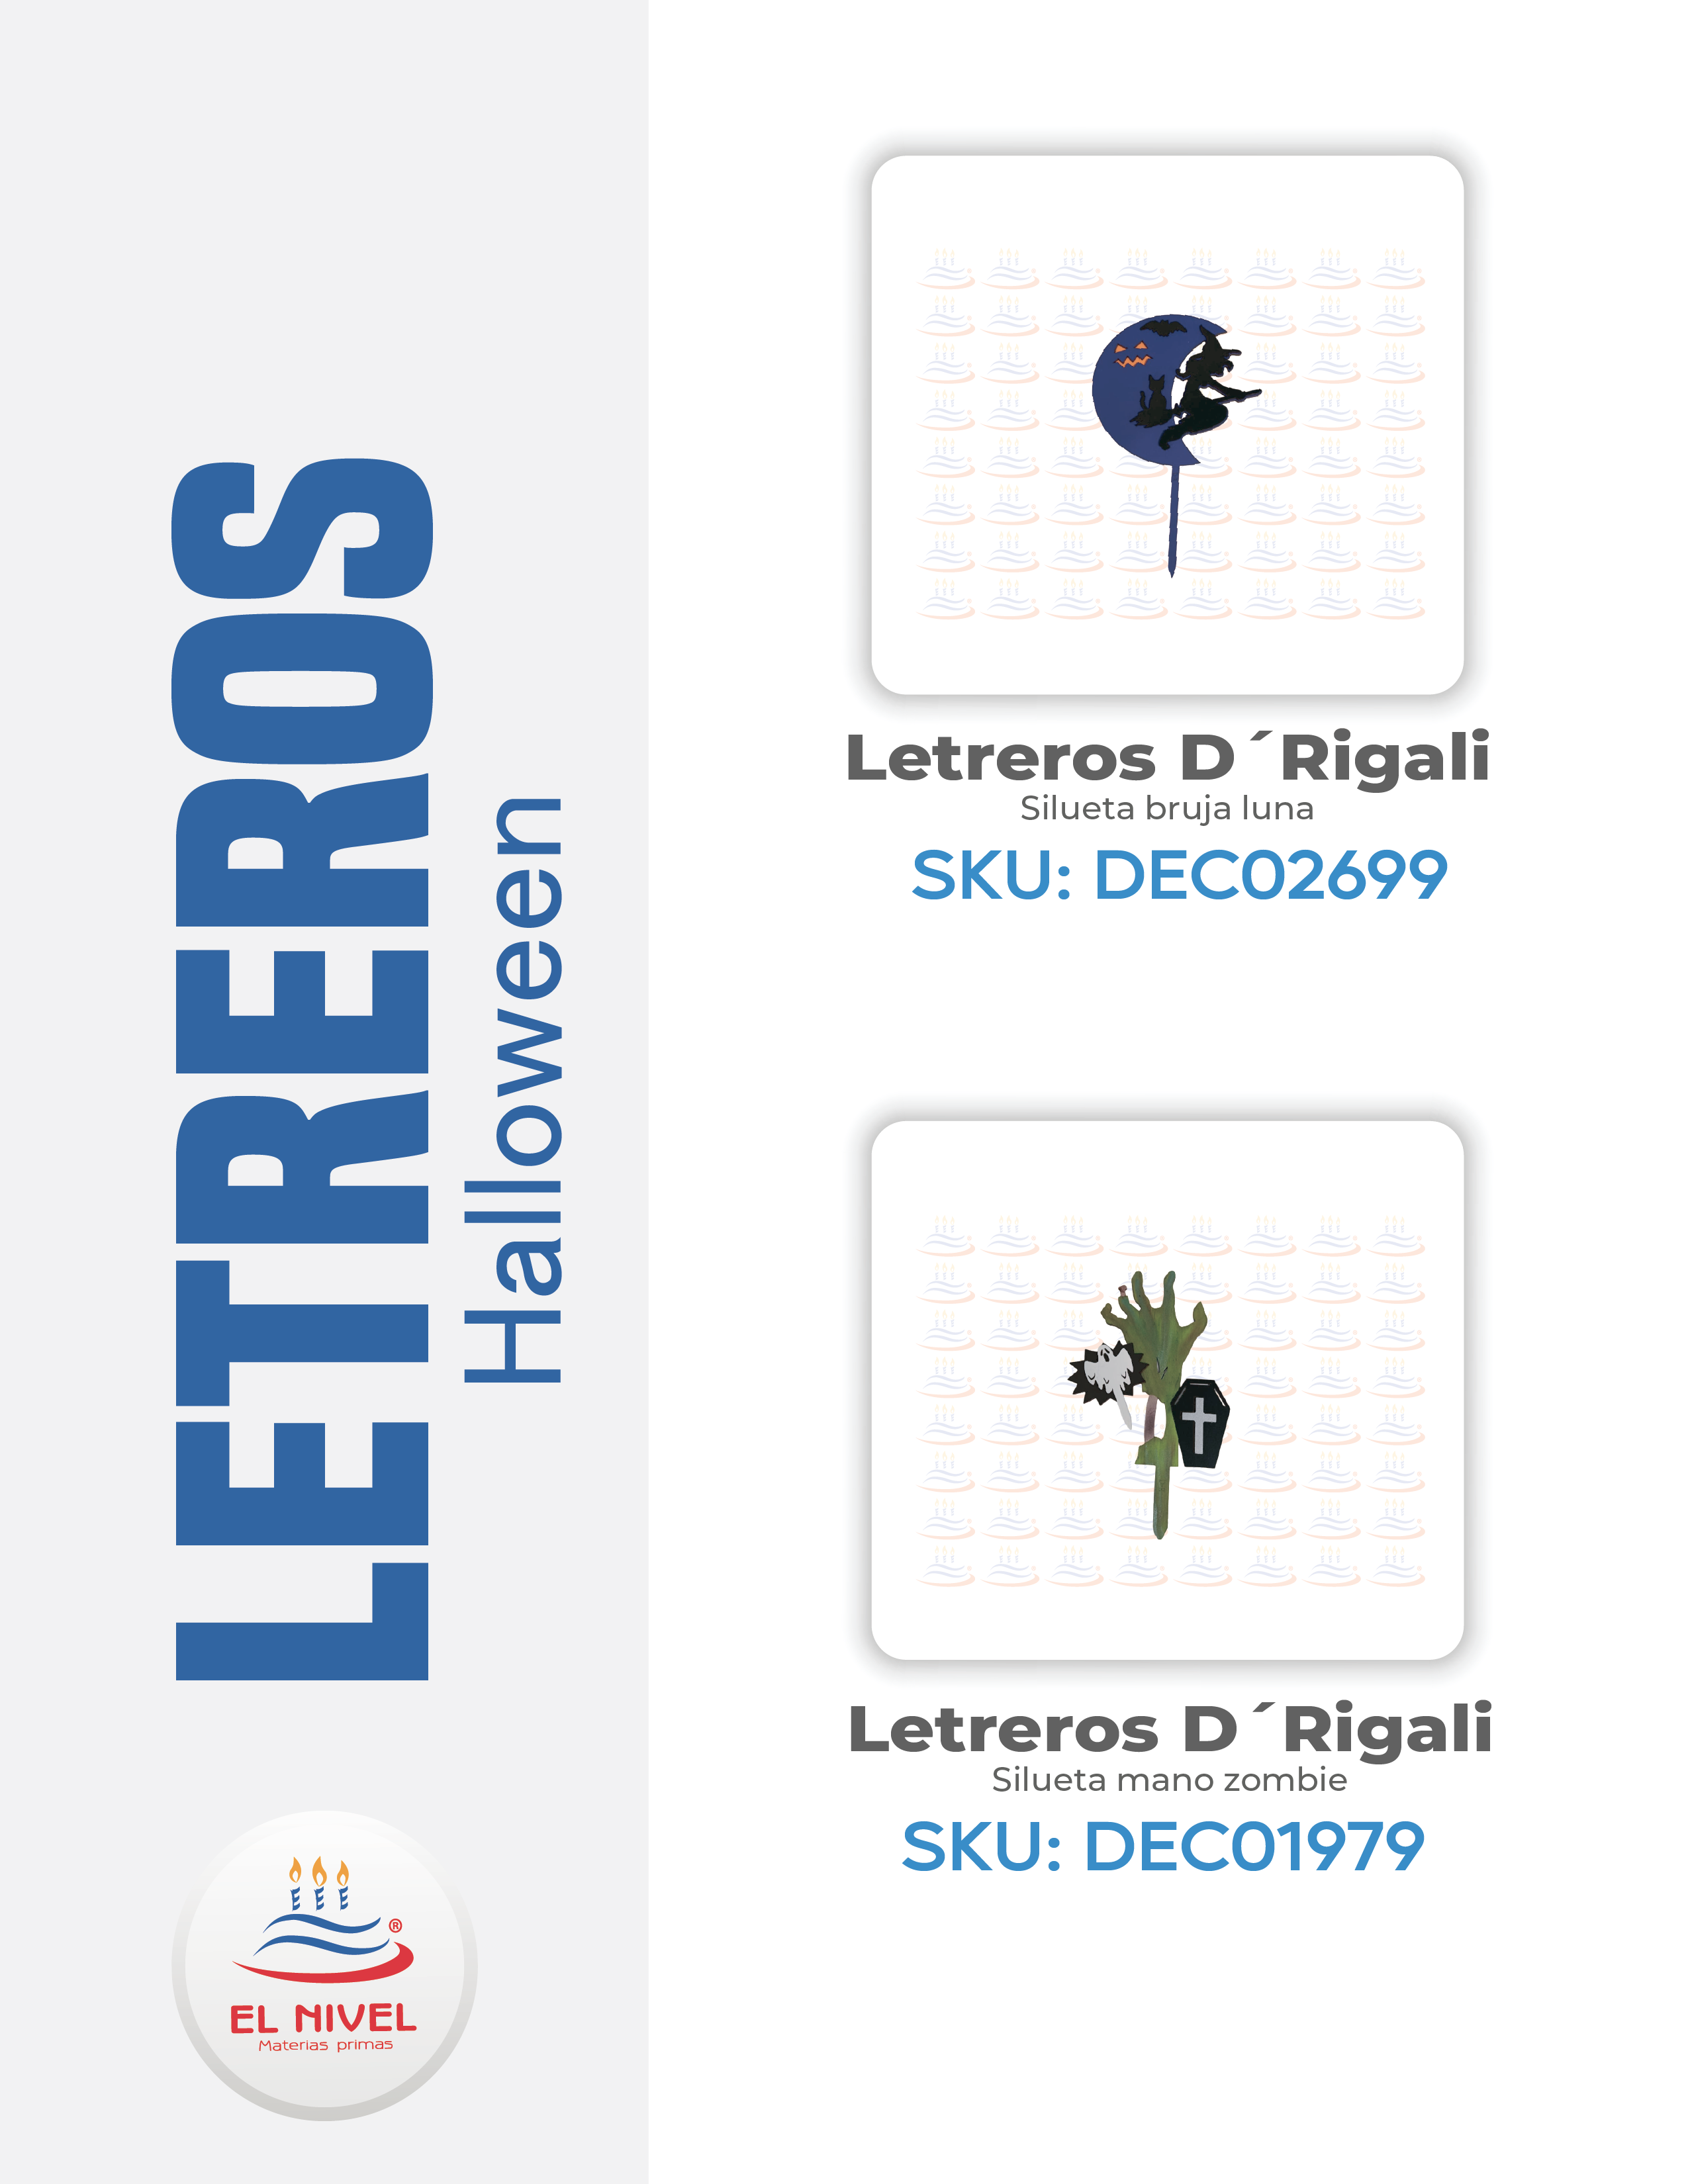 LETREROS
Halloween
Letreros D´Rigali
Silueta bruja luna
SKU: DEC02699
Letreros D´Rigali
Silueta mano zombie
SKU: DEC01979
®
EL NIVEL
Materias primas